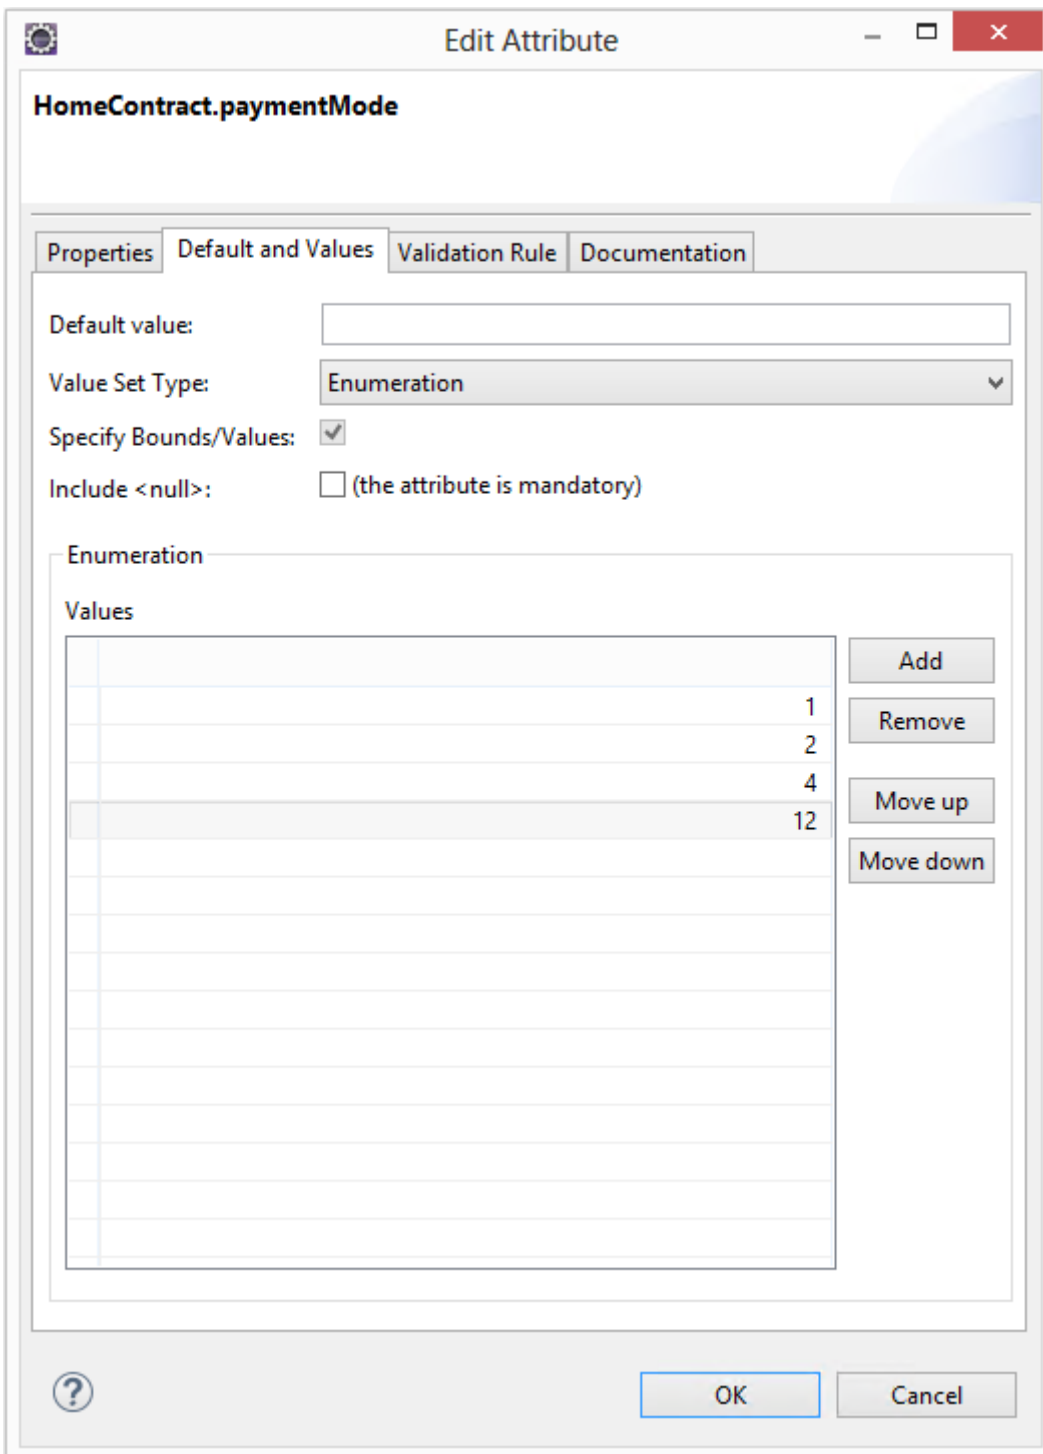 Edit Attribute
HomeContract.paymentMode
Properties Default and Values Validation Rule Documentation
Default value:
Value Set Type: Enumeration
Specify Bounds/Values:
Include <null>: (the attribute is mandatory)
Enumeration
Values
Add
1
Remove
2
4
Move up
12
Move down
?
OK Cancel